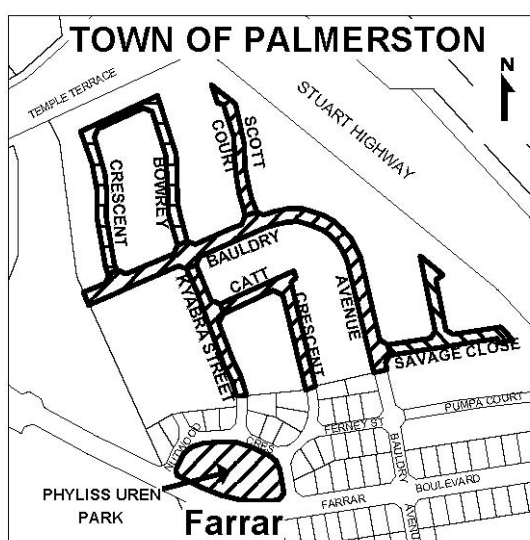 TOWN OF PALMERSTON
N
TEMPLE TERRACE
STUART HIGHWAY
SCOTT
COURT
CRESCENT
BOWREY
BAULDRY
AVENUE
CATT
CRESCENT
KYABRA STREET
SAVAGE CLOSE
PUMPA COURT
FERNEY ST
NUTWOOD
CRES
BAULDRY
AVENUE
FARRAR
BOULEVARD
PHYLISS UREN
PARK
Farrar